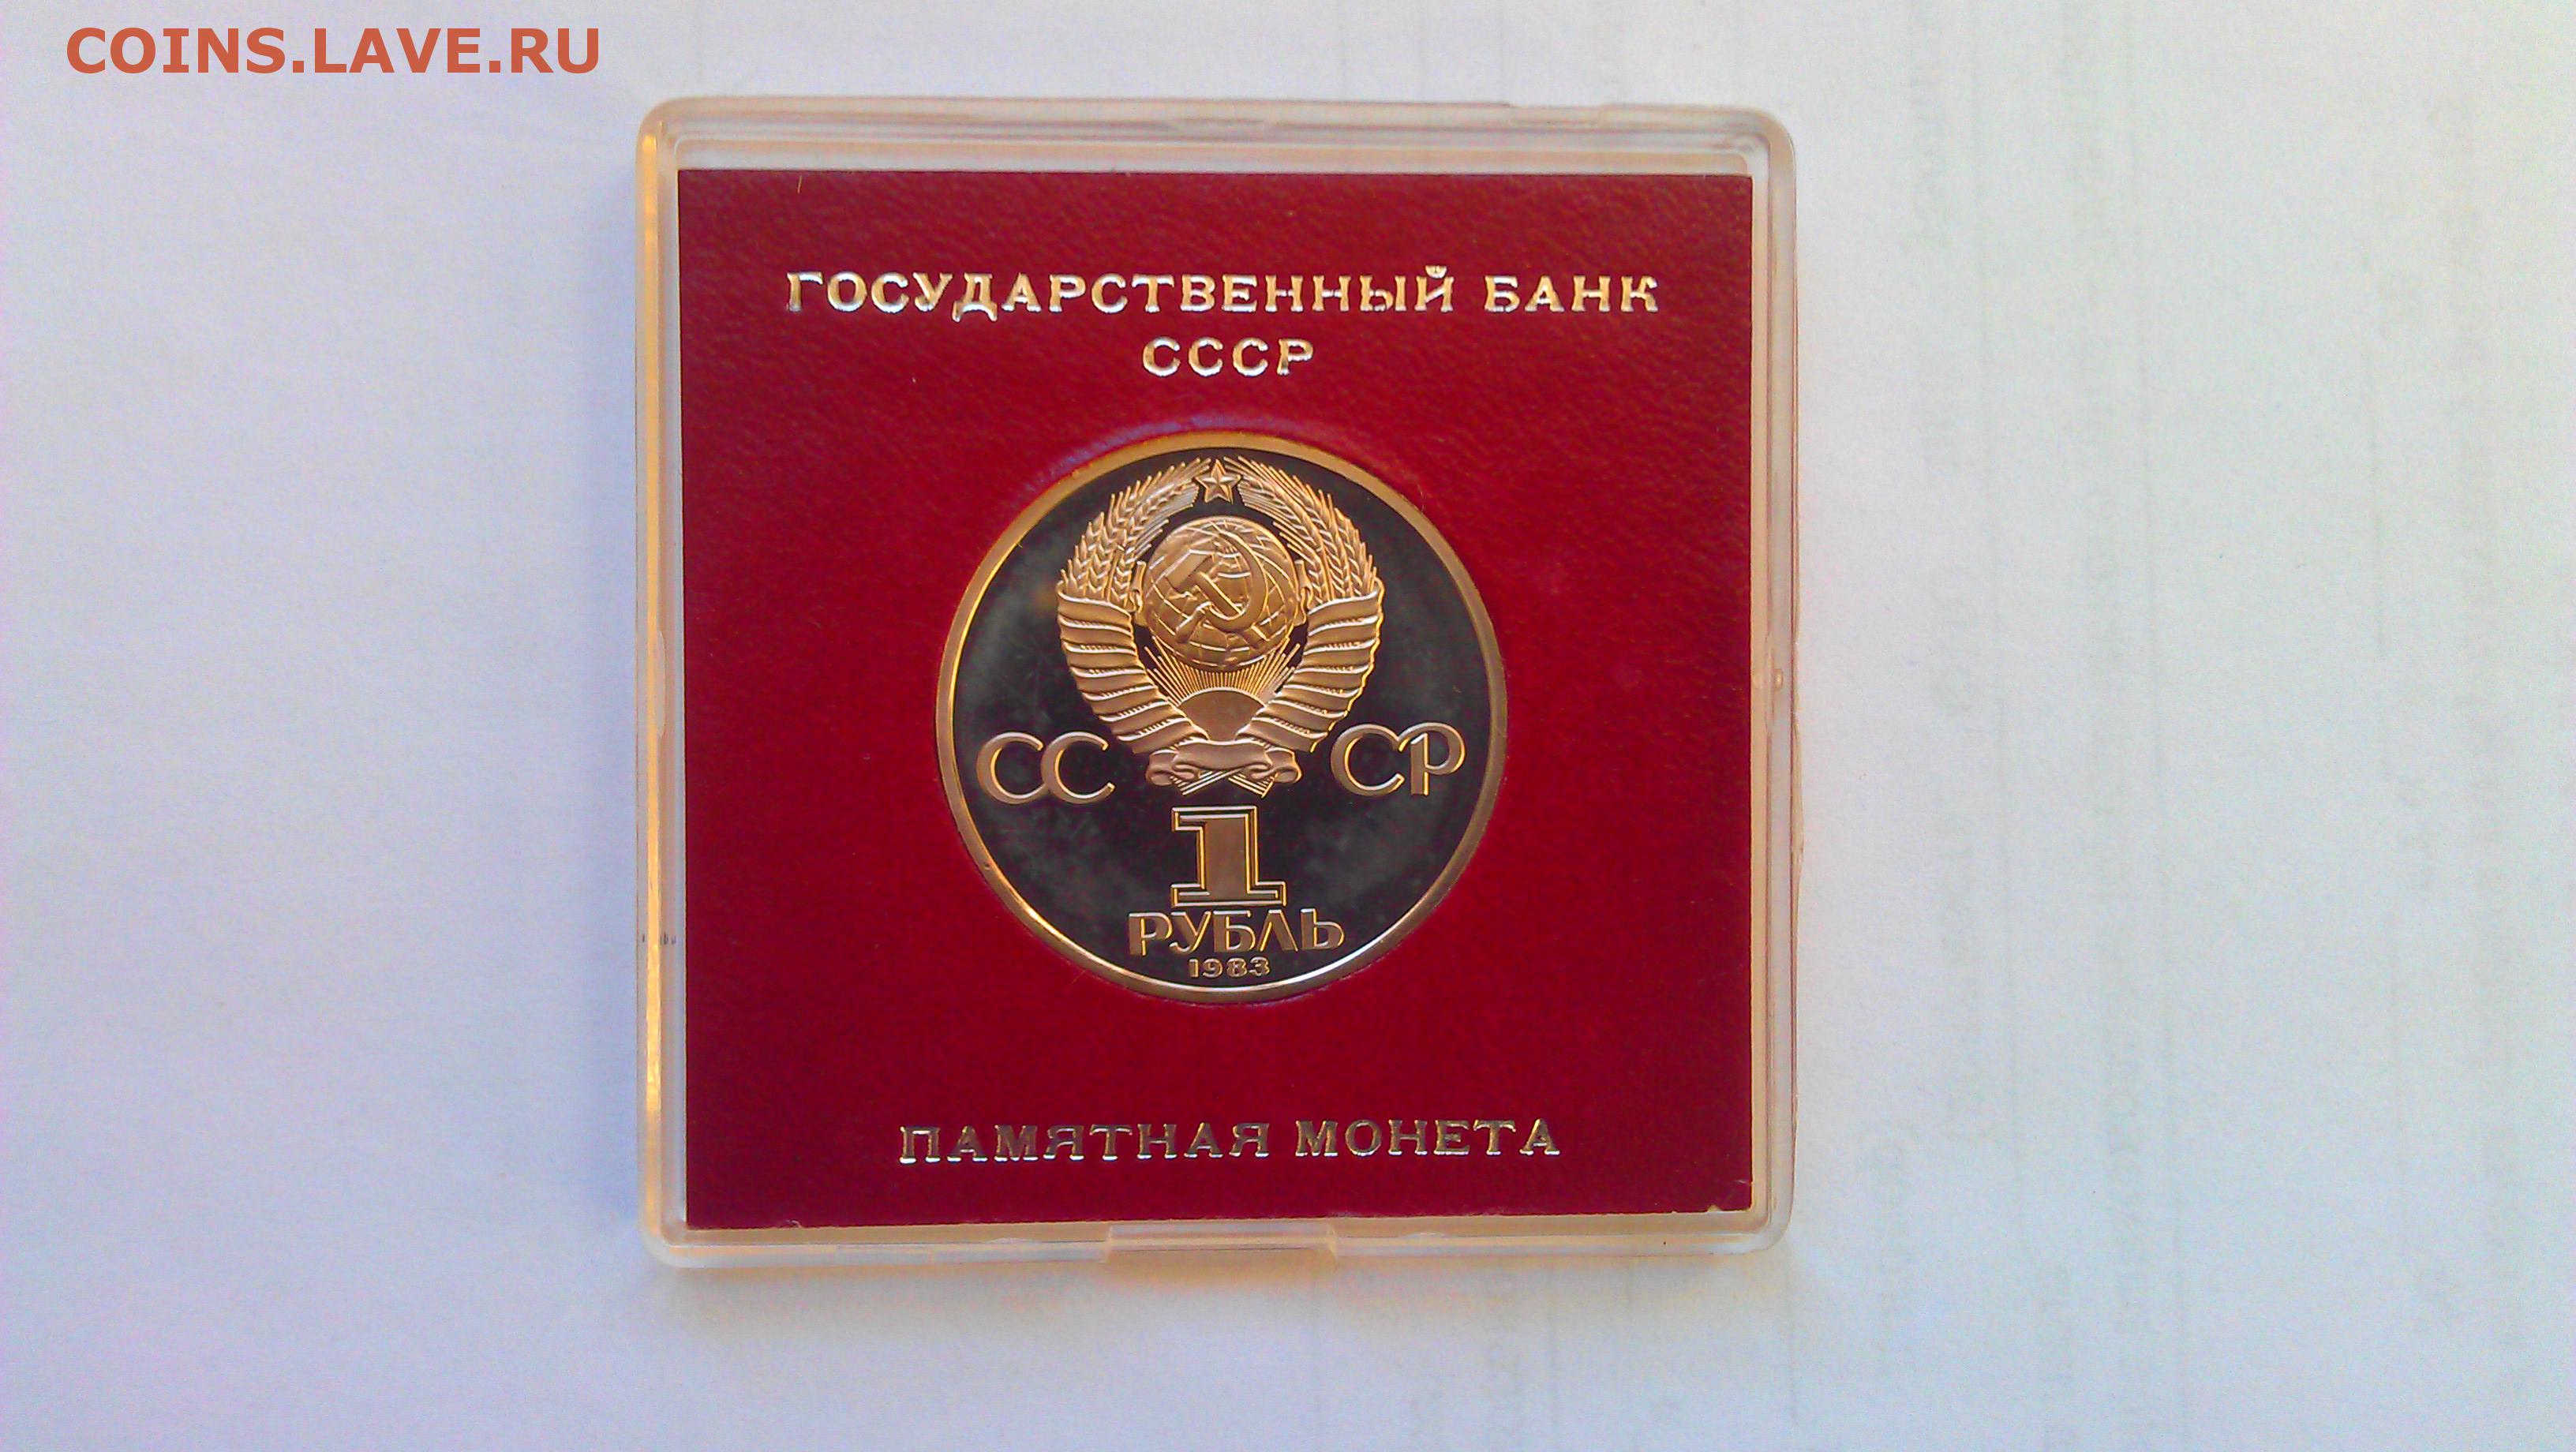 COINS.LAVE.RU
ГОСУДАРСТВЕННЫЙ БАНК
СССР
СС СР
1
РУБЛЬ
1983
ПАМЯТНАЯ МОНЕТА